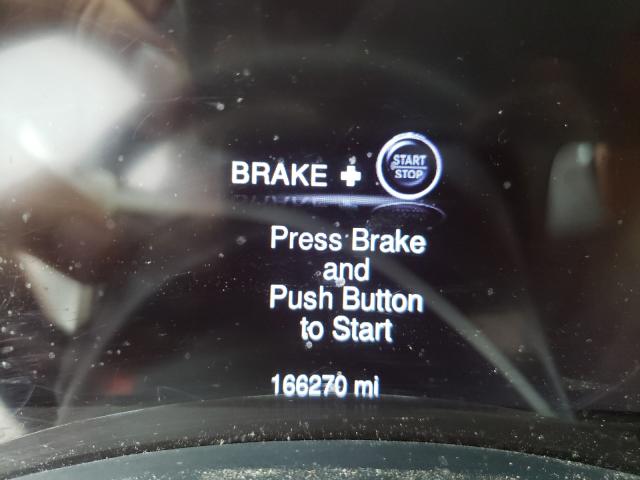 BRAKE + START STOP
Press Brake
and
Push Button
to Start
166270 mi